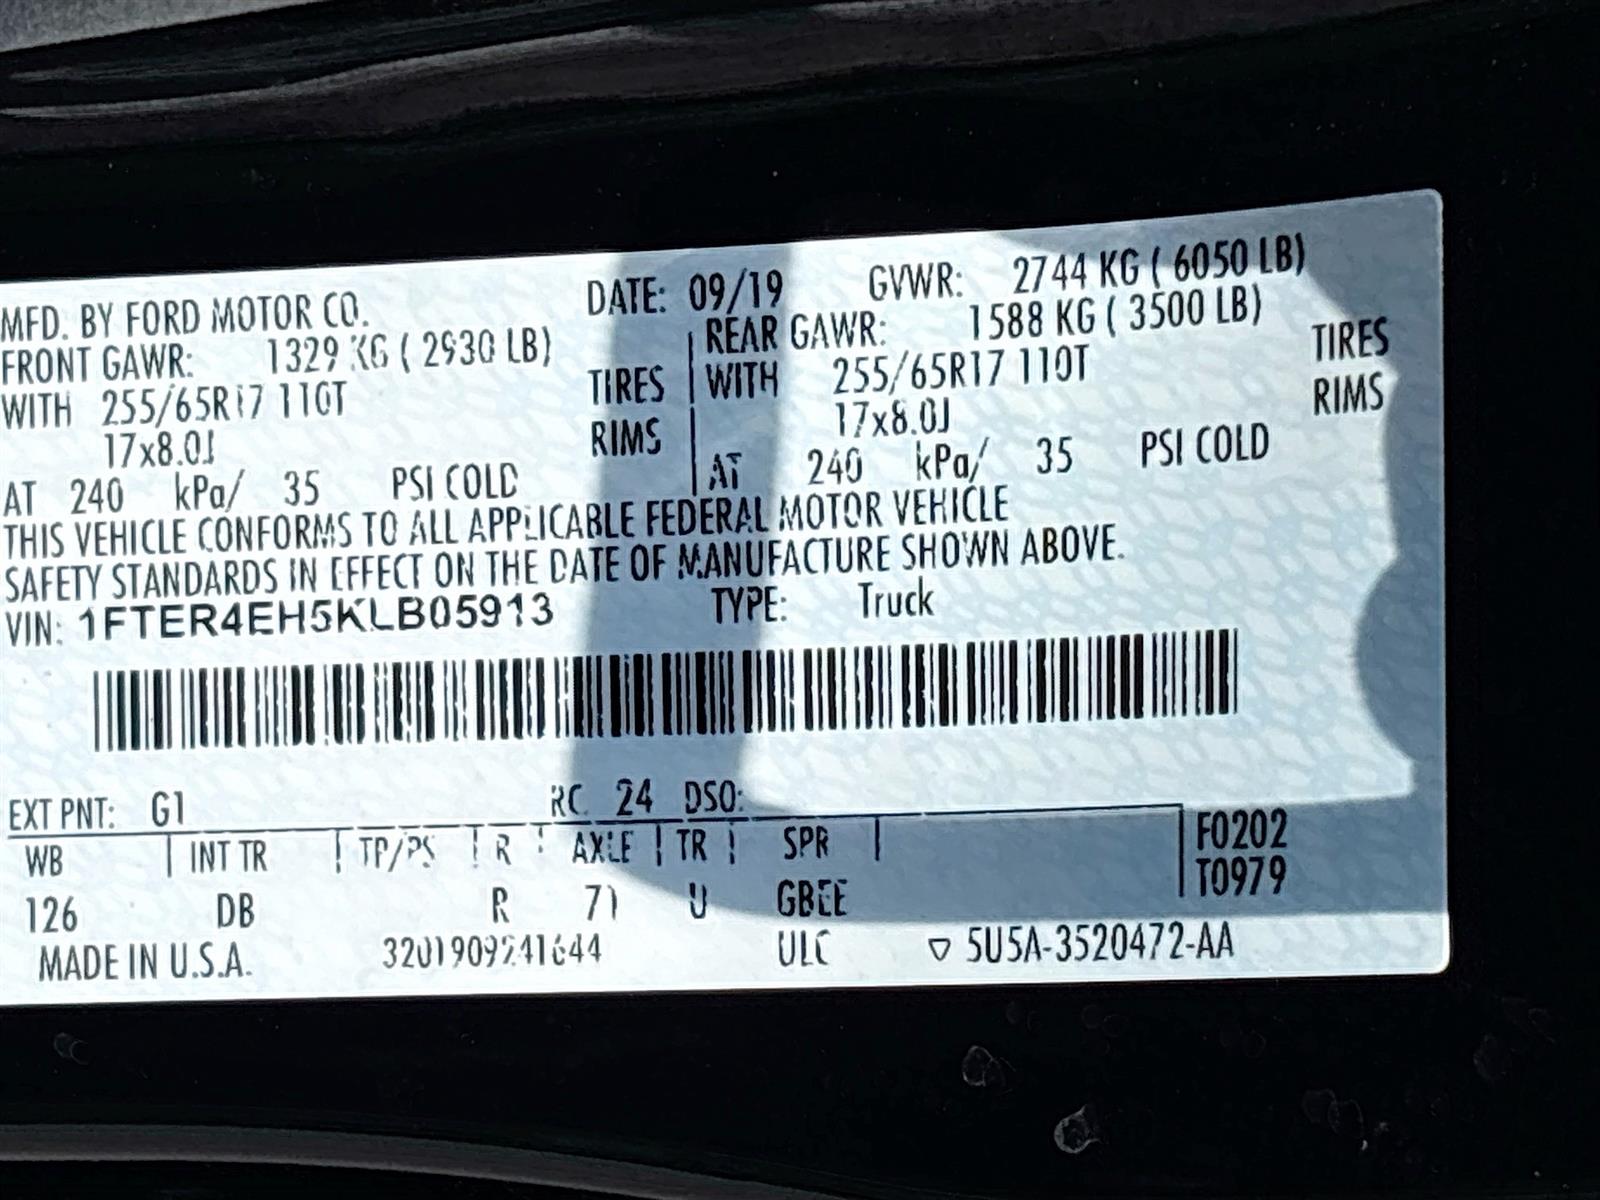 MFD. BY FORD MOTOR CO. DATE: 09/19 GVWR: 2744 KG ( 6050 LB)
FRONT GAWR: 1329 KG ( 2930 LB) REAR GAWR: 1588 KG ( 3500 LB)
WITH 255/65R17 110T TIRES WITH 255/65R17 110T TIRES
17x8.0J RIMS 17x8.0J RIMS
AT 240 kPa/ 35 PSI COLD AT 240 kPa/ 35 PSI COLD
THIS VEHICLE CONFORMS TO ALL APPLICABLE FEDERAL MOTOR VEHICLE
SAFETY STANDARDS IN EFFECT ON THE DATE OF MANUFACTURE SHOWN ABOVE.
VIN: 1FTER4EH5KLB05913 TYPE: Truck
EXT PNT: G1 RC 24 DSO:
WB INT TR TP/PS R AXLE TR SPR F0202
126 DB R 71 U GBEE T0979
MADE IN U.S.A. ULC ▽ 5U5A-3520472-AA